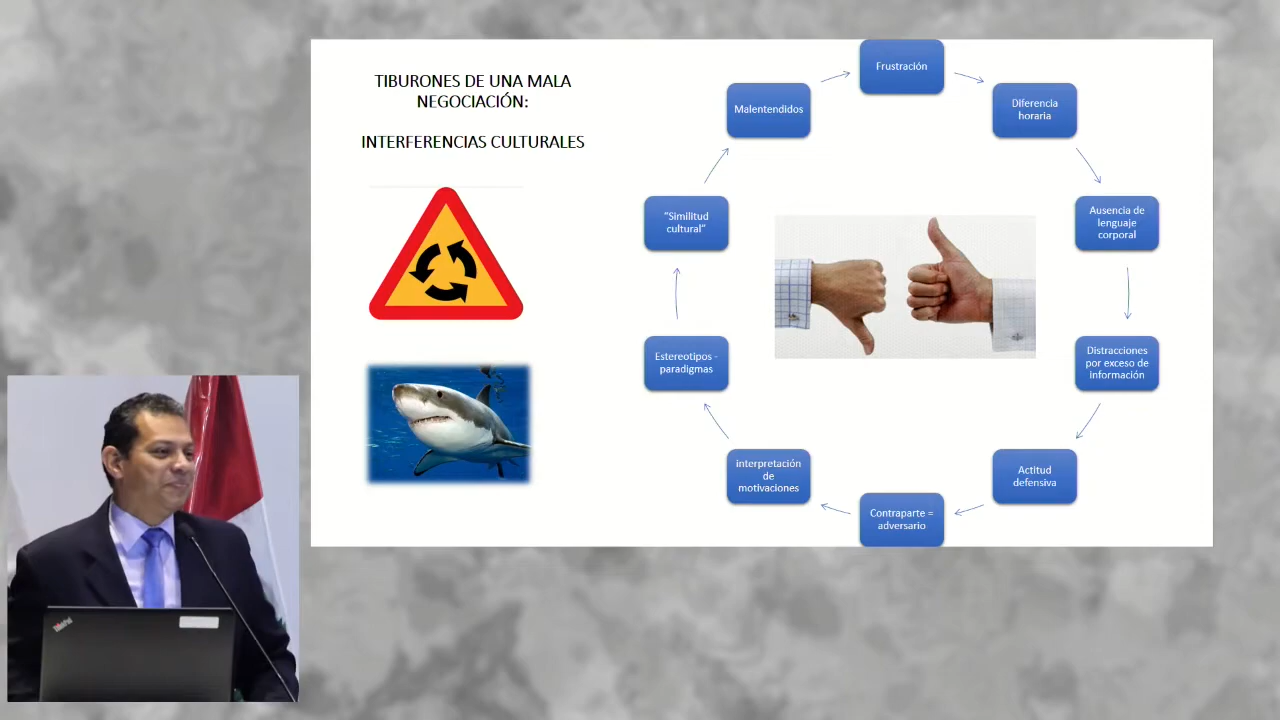 TIBURONES DE UNA MALA
NEGOCIACIÓN:
INTERFERENCIAS CULTURALES
Frustración
Diferencia
horaria
Ausencia de
lenguaje
corporal
Distracciones
por exceso de
información
Actitud
defensiva
Contraparte =
adversario
interpretación
de
motivaciones
Estereotipos -
paradigmas
"Similitud
cultural"
Malentendidos
ThinkPad